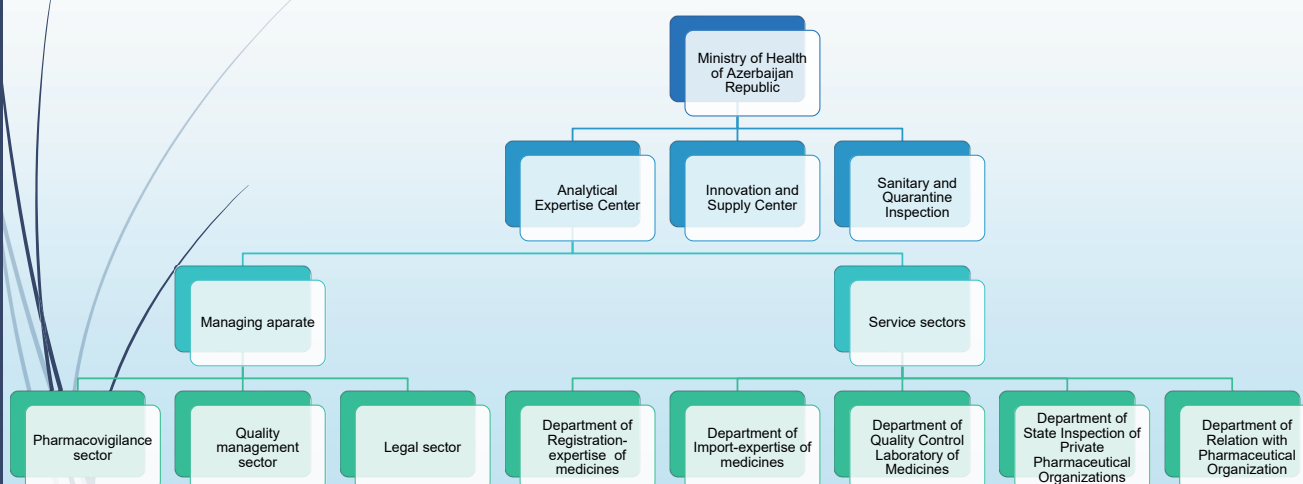 Ministry of Health
of Azerbaijan
Republic
Analytical
Expertise Center
Innovation and
Supply Center
Sanitary and
Quarantine
Inspection
Managing aparate
Service sectors
Pharmacovigilance
sector
Quality
management
sector
Legal sector
Department of
Registration-
expertise of
medicines
Department of
Import-expertise of
medicines
Department of
Quality Control
Laboratory of
Medicines
Department of
State Inspection of
Private
Pharmaceutical
Organizations
Department of
Relation with
Pharmaceutical
Organization